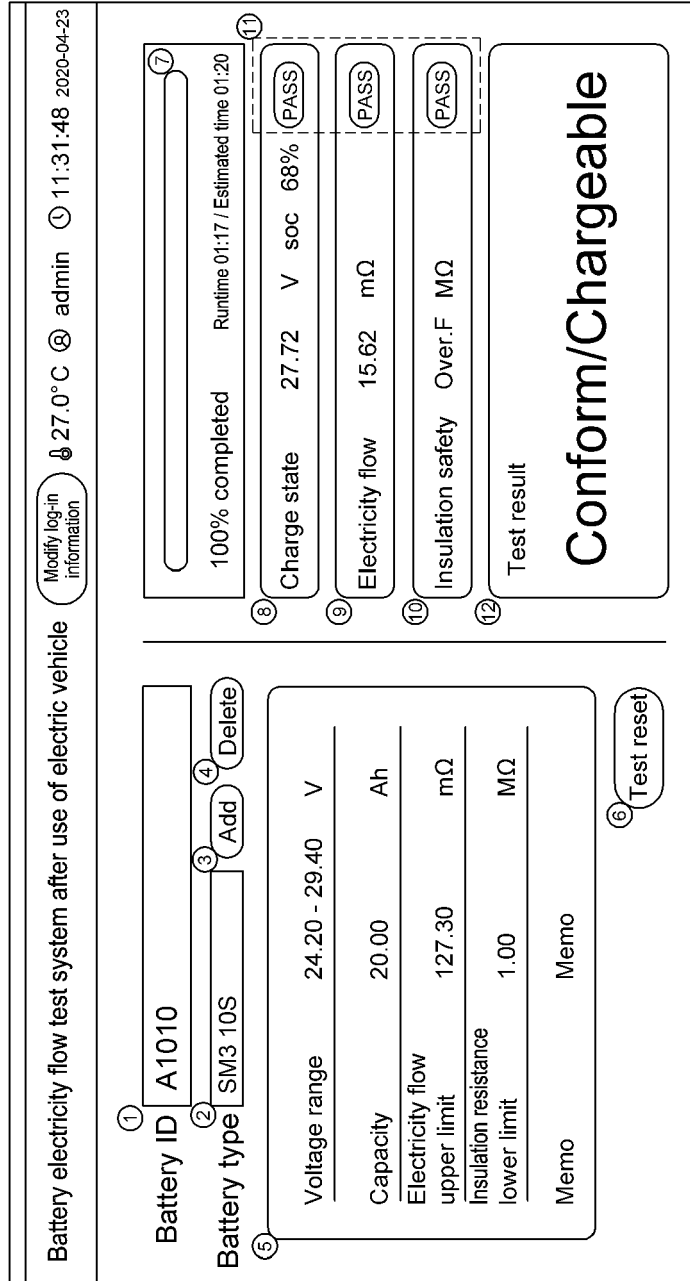 Battery electricity flow test system after use of electric vehicle
Modify log-in
information
27.0°C
admin
11:31:48 2020-04-23
① Battery ID A1010
② Battery type SM3 10S
③ Add
④ Delete
⑤
Voltage range 24.20 - 29.40 V
Capacity 20.00 Ah
Electricity flow
upper limit 127.30 mΩ
Insulation resistance
lower limit 1.00 MΩ
Memo Memo
⑥ Test reset
⑦
100% completed Runtime 01:17 / Estimated time 01:20
⑪
⑧ Charge state 27.72 V soc 68% PASS
⑨ Electricity flow 15.62 mΩ PASS
⑩ Insulation safety Over.F MΩ PASS
⑫ Test result
Conform/Chargeable